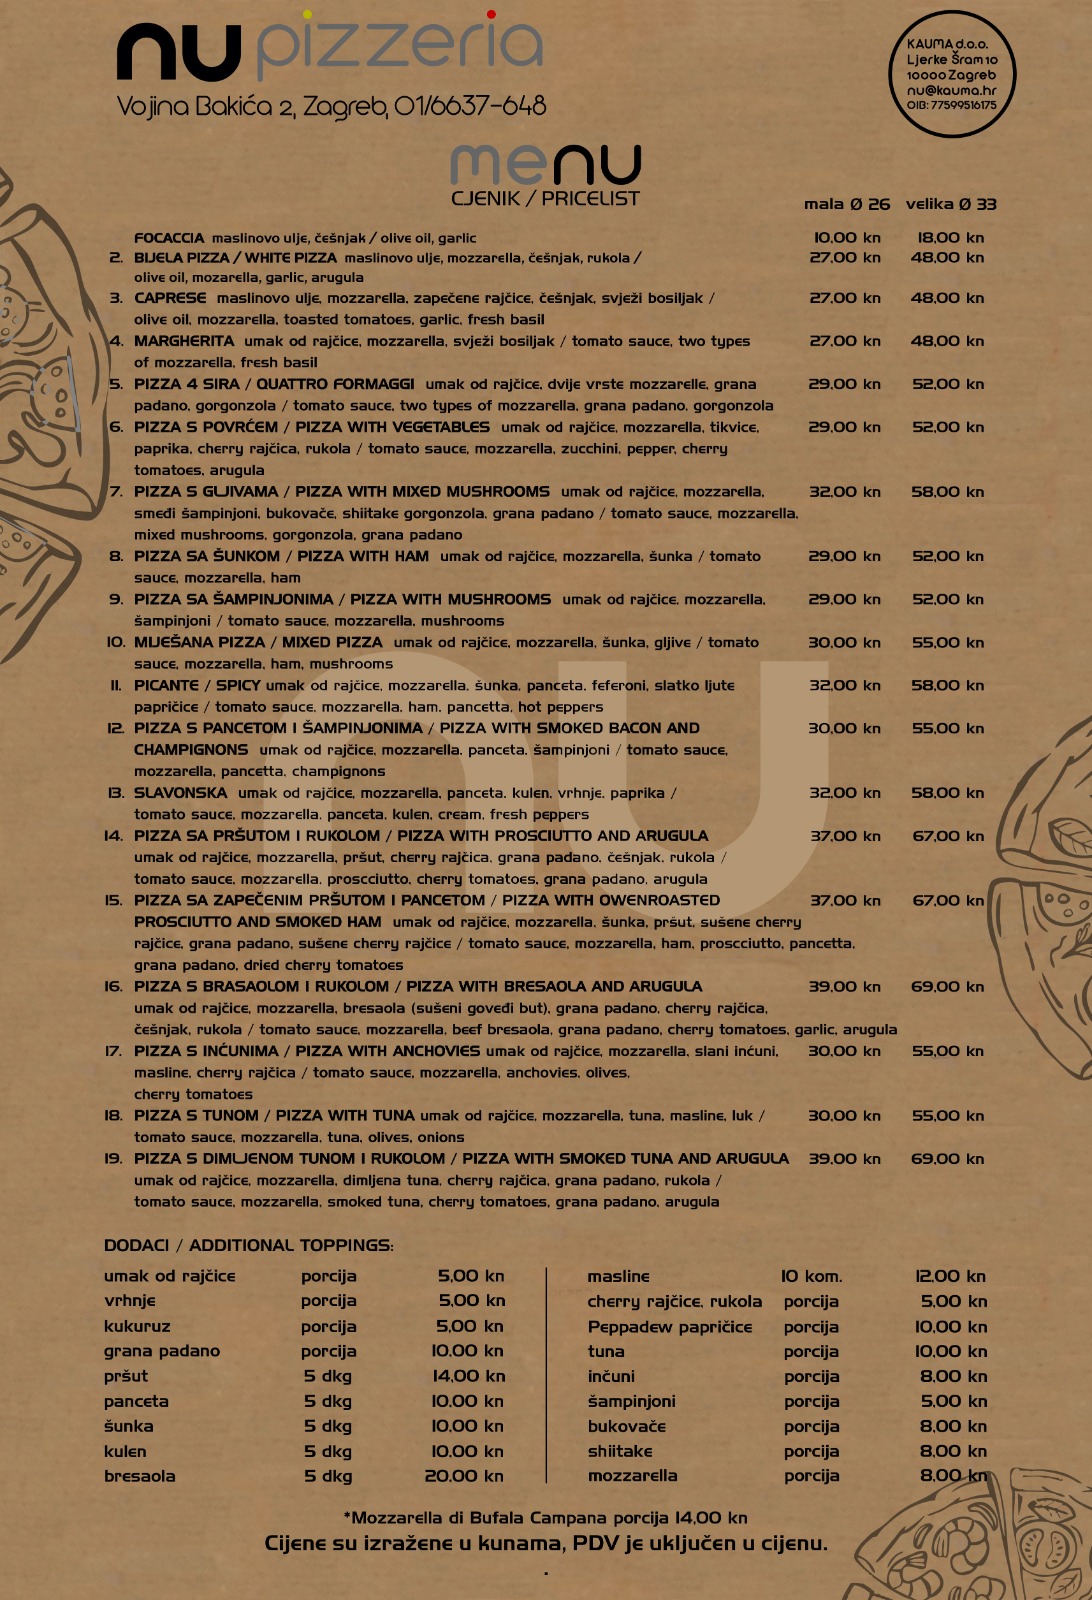 nu pizzeria
Vojina Bakića 2, Zagreb, 01/6637-648
KAUMA d.o.o.
Ljerke Šram 10
10000 Zagreb
nu@kauma.hr
OIB: 77599516175
menu
CJENIK / PRICELIST
mala Ø 26 velika Ø 33
FOCACCIA maslinovo ulje, češnjak / olive oil, garlic 10,00 kn 18,00 kn
2. BIJELA PIZZA / WHITE PIZZA maslinovo ulje, mozzarella, češnjak, rukola / 27,00 kn 48,00 kn
olive oil, mozarella, garlic, arugula
3. CAPRESE maslinovo ulje, mozzarella, zapečene rajčice, češnjak, svježi bosiljak / 27,00 kn 48,00 kn
olive oil, mozzarella, toasted tomatoes, garlic, fresh basil
4. MARGHERITA umak od rajčice, mozzarella, svježi bosiljak / tomato sauce, two types 27,00 kn 48,00 kn
of mozzarella, fresh basil
5. PIZZA 4 SIRA / QUATTRO FORMAGGI umak od rajčice, dvije vrste mozzarelle, grana 29,00 kn 52,00 kn
padano, gorgonzola / tomato sauce, two types of mozzarella, grana padano, gorgonzola
6. PIZZA S POVRĆEM / PIZZA WITH VEGETABLES umak od rajčice, mozzarella, tikvice, 29,00 kn 52,00 kn
paprika, cherry rajčica, rukola / tomato sauce, mozzarella, zucchini, pepper, cherry
tomatoes, arugula
7. PIZZA S GLJIVAMA / PIZZA WITH MIXED MUSHROOMS umak od rajčice, mozzarella, 32,00 kn 58,00 kn
smeđi šampinjoni, bukovače, shiitake gorgonzola, grana padano / tomato sauce, mozzarella,
mixed mushrooms, gorgonzola, grana padano
8. PIZZA SA ŠUNKOM / PIZZA WITH HAM umak od rajčice, mozzarella, šunka / tomato 29,00 kn 52,00 kn
sauce, mozzarella, ham
9. PIZZA SA ŠAMPINJONIMA / PIZZA WITH MUSHROOMS umak od rajčice, mozzarella, 29,00 kn 52,00 kn
šampinjoni / tomato sauce, mozzarella, mushrooms
10. MIJEŠANA PIZZA / MIXED PIZZA umak od rajčice, mozzarella, šunka, gljive / tomato 30,00 kn 55,00 kn
sauce, mozzarella, ham, mushrooms
11. PICANTE / SPICY umak od rajčice, mozzarella, šunka, panceta, feferoni, slatko ljute 32,00 kn 58,00 kn
papričice / tomato sauce, mozzarella, ham, pancetta, hot peppers
12. PIZZA S PANCETOM I ŠAMPINJONIMA / PIZZA WITH SMOKED BACON AND 30,00 kn 55,00 kn
CHAMPIGNONS umak od rajčice, mozzarella, panceta, šampinjoni / tomato sauce,
mozzarella, pancetta, champignons
13. SLAVONSKA umak od rajčice, mozzarella, panceta, kulen, vrhnje, paprika / 32,00 kn 58,00 kn
tomato sauce, mozzarella, panceta, kulen, cream, fresh peppers
14. PIZZA SA PRŠUTOM I RUKOLOM / PIZZA WITH PROSCIUTTO AND ARUGULA 37,00 kn 67,00 kn
umak od rajčice, mozzarella, pršut, cherry rajčica, grana padano, češnjak, rukola /
tomato sauce, mozzarella, proscciutto, cherry tomatoes, grana padano, arugula
15. PIZZA SA ZAPEČENIM PRŠUTOM I PANCETOM / PIZZA WITH OWENROASTED 37,00 kn 67,00 kn
PROSCIUTTO AND SMOKED HAM umak od rajčice, mozzarella, šunka, pršut, sušene cherry
rajčice, grana padano, sušene cherry rajčice / tomato sauce, mozzarella, ham, proscciutto, pancetta,
grana padano, dried cherry tomatoes
16. PIZZA S BRASAOLOM I RUKOLOM / PIZZA WITH BRESAOLA AND ARUGULA 39,00 kn 69,00 kn
umak od rajčice, mozzarella, bresaola (sušeni goveđi but), grana padano, cherry rajčica,
češnjak, rukola / tomato sauce, mozzarella, beef bresaola, grana padano, cherry tomatoes, garlic, arugula
17. PIZZA S INĆUNIMA / PIZZA WITH ANCHOVIES umak od rajčice, mozzarella, slani inćuni, 30,00 kn 55,00 kn
masline, cherry rajčica / tomato sauce, mozzarella, anchovies, olives,
cherry tomatoes
18. PIZZA S TUNOM / PIZZA WITH TUNA umak od rajčice, mozzarella, tuna, masline, luk / 30,00 kn 55,00 kn
tomato sauce, mozzarella, tuna, olives, onions
19. PIZZA S DIMLJENOM TUNOM I RUKOLOM / PIZZA WITH SMOKED TUNA AND ARUGULA 39,00 kn 69,00 kn
umak od rajčice, mozzarella, dimljena tuna, cherry rajčica, grana padano, rukola /
tomato sauce, mozzarella, smoked tuna, cherry tomatoes, grana padano, arugula
DODACI / ADDITIONAL TOPPINGS:
umak od rajčice porcija 5,00 kn
vrhnje porcija 5,00 kn
kukuruz porcija 5,00 kn
grana padano porcija 10,00 kn
pršut 5 dkg 14,00 kn
panceta 5 dkg 10,00 kn
šunka 5 dkg 10,00 kn
kulen 5 dkg 10,00 kn
bresaola 5 dkg 20,00 kn
masline 10 kom. 12,00 kn
cherry rajčice, rukola porcija 5,00 kn
Peppadew papričice porcija 10,00 kn
tuna porcija 10,00 kn
inčuni porcija 8,00 kn
šampinjoni porcija 5,00 kn
bukovače porcija 8,00 kn
shiitake porcija 8,00 kn
mozzarella porcija 8,00 kn
*Mozzarella di Bufala Campana porcija 14,00 kn
Cijene su izražene u kunama, PDV je uključen u cijenu.
.